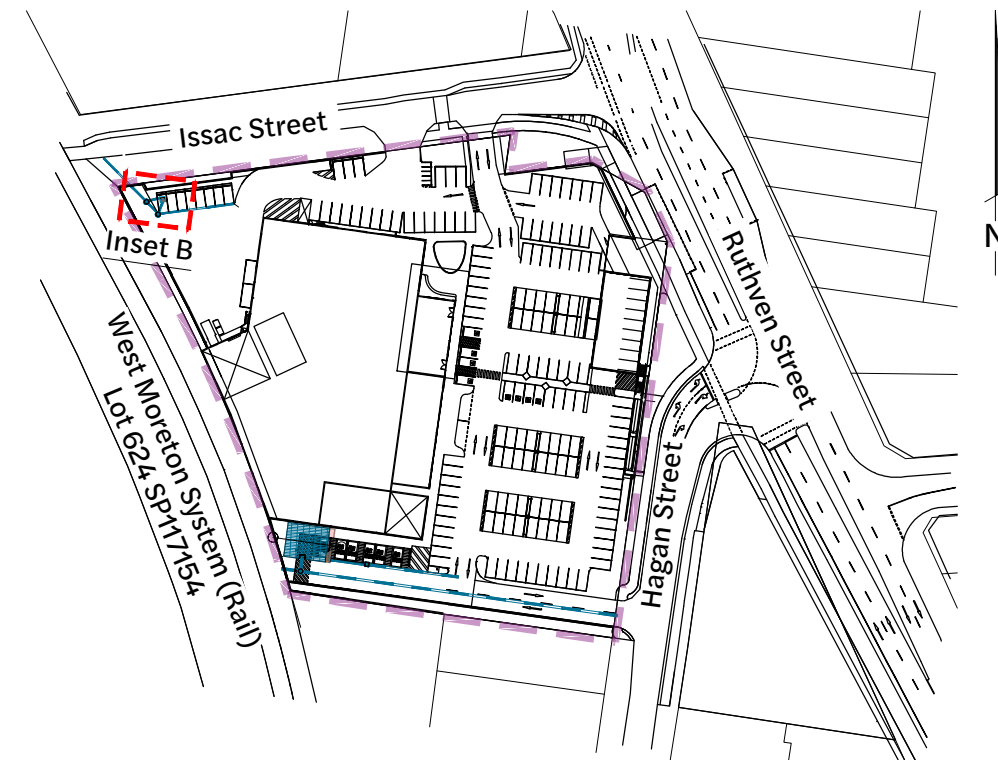 Issac Street
Inset B
Ruthven Street
West Moreton System (Rail)
Lot 624 SP117154
Hagan Street
N